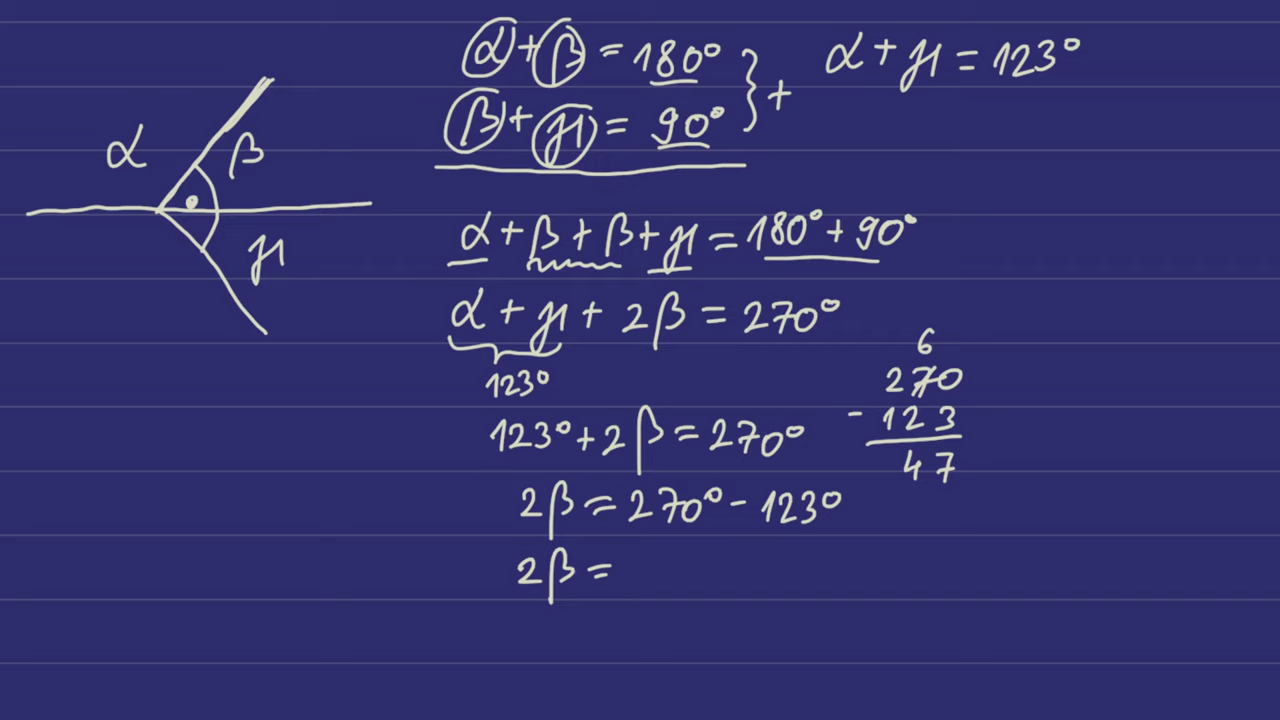 α+β = 180° } + α + γ = 123°
β+γ = 90°
α β
γ
α + β + β + γ = 180° + 90°
α + γ + 2β = 270°
123°
6
270
- 123
47
123° + 2β = 270°
2β = 270° - 123°
2β =